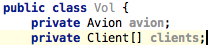 public class Vol {
private Avion avion;
private Client[] clients;